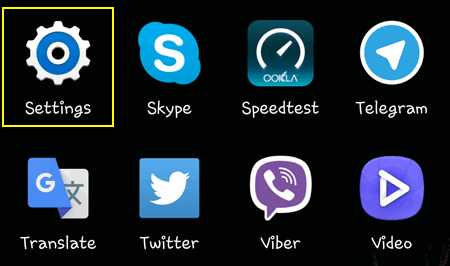 Settings Skype Speedtest Telegram
S
OOKLA
G 文
Translate Twitter Viber Video